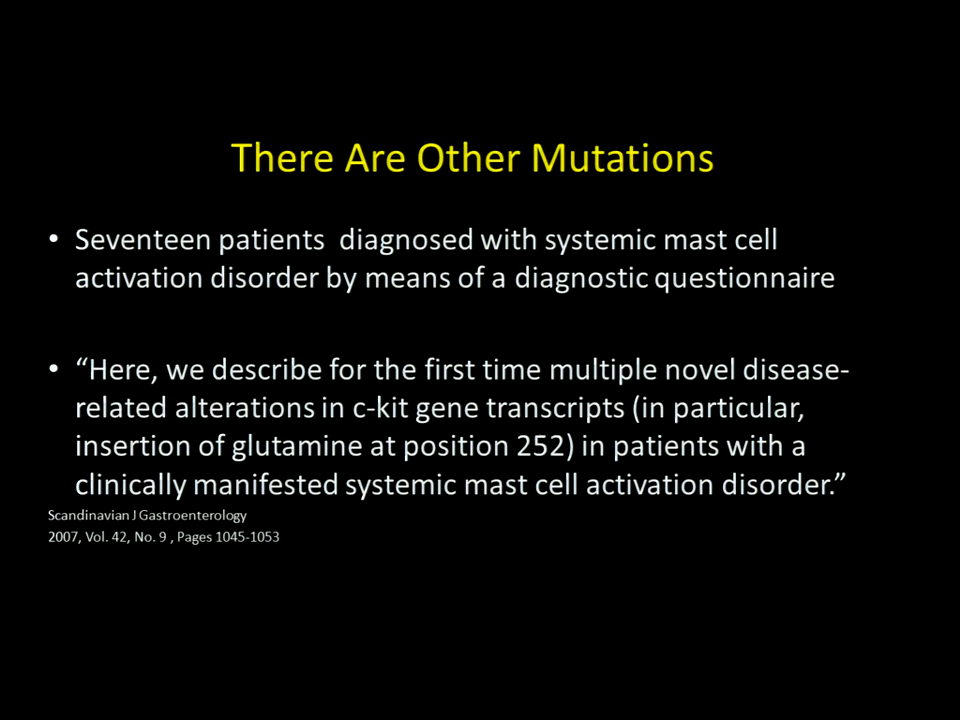 There Are Other Mutations
• Seventeen patients  diagnosed with systemic mast cell
activation disorder by means of a diagnostic questionnaire
• “Here, we describe for the first time multiple novel disease-
related alterations in c-kit gene transcripts (in particular,
insertion of glutamine at position 252) in patients with a
clinically manifested systemic mast cell activation disorder.”
Scandinavian J Gastroenterology
2007, Vol. 42, No. 9 , Pages 1045-1053